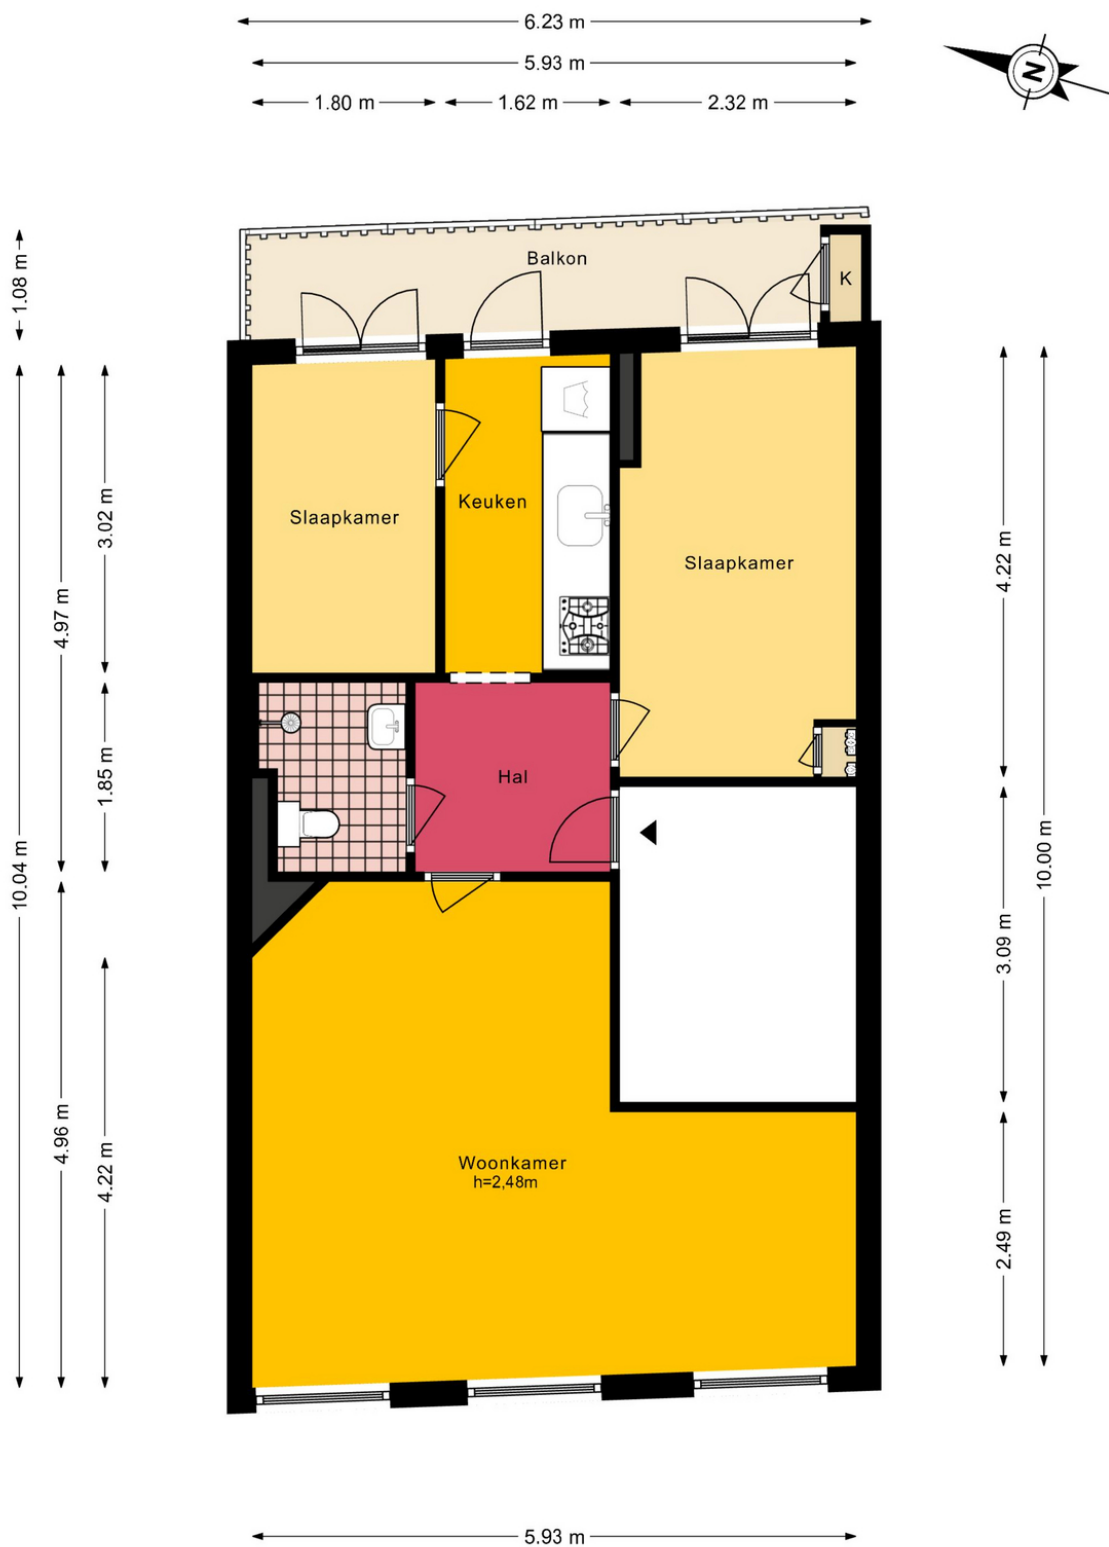 6.23 m
5.93 m
1.80 m
1.62 m
2.32 m
N
1.08 m
Balkon
K
10.04 m
4.97 m
3.02 m
Slaapkamer
Keuken
Slaapkamer
4.22 m
10.00 m
1.85 m
Hal
3.09 m
4.96 m
4.22 m
Woonkamer
h=2,48m
2.49 m
5.93 m